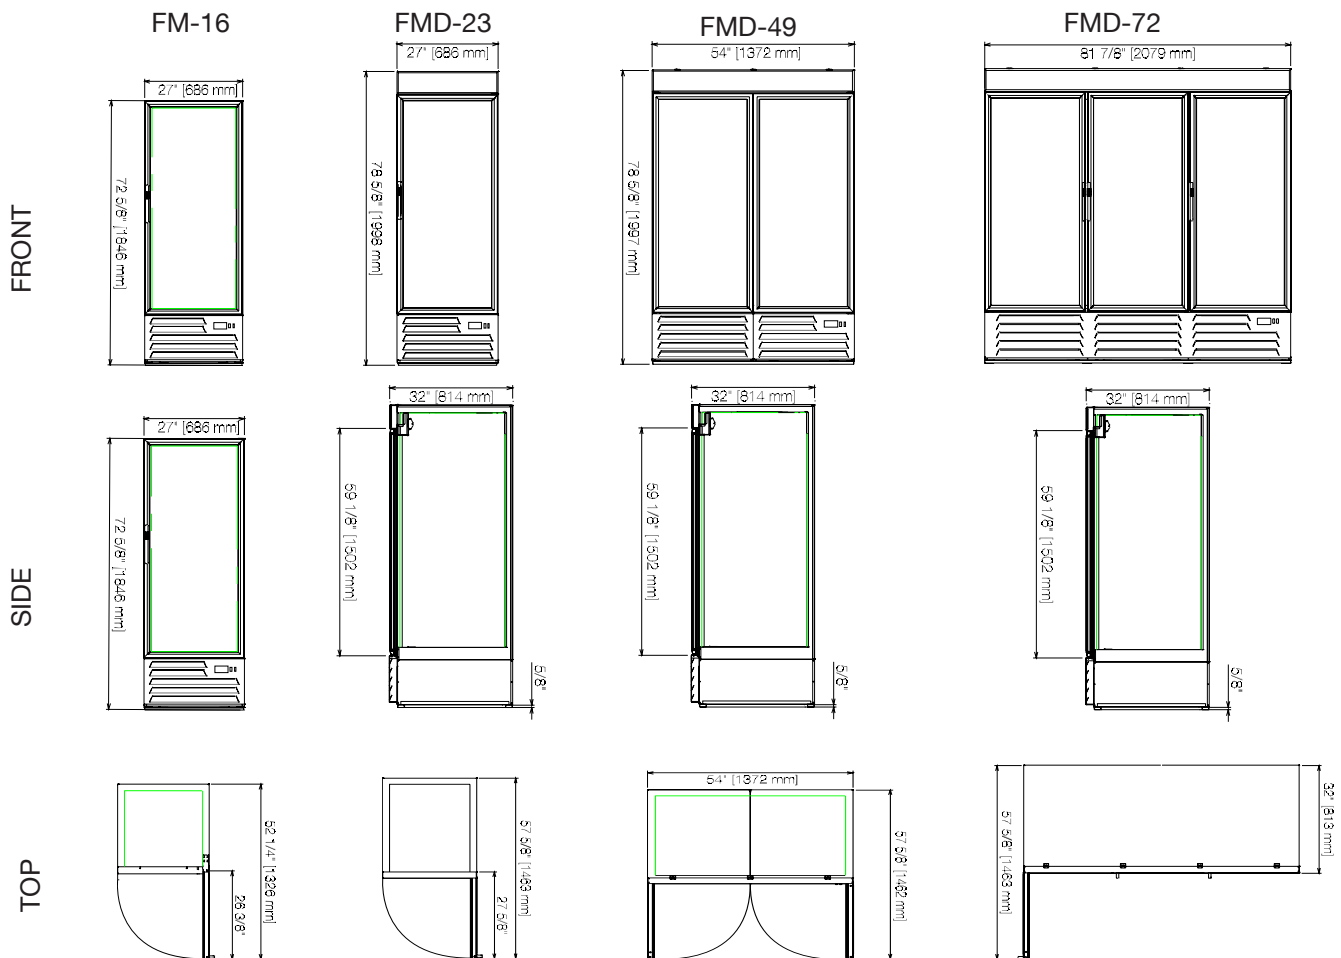 FM-16
FMD-23
FMD-49
FMD-72
FRONT
27" [686 mm]
72 5/8" [1846 mm]
27" [686 mm]
78 5/8" [1998 mm]
54" [1372 mm]
78 5/8" [1997 mm]
81 7/8" [2079 mm]
SIDE
27" [686 mm]
72 5/8" [1846 mm]
32" [814 mm]
59 1/8" [1502 mm]
5/8"
32" [814 mm]
59 1/8" [1502 mm]
5/8"
32" [814 mm]
59 1/8" [1502 mm]
5/8"
TOP
52 1/4" [1326 mm]
26 3/8"
57 5/8" [1463 mm]
27 5/8"
54" [1372 mm]
57 5/8" [1462 mm]
57 5/8" [1463 mm]
32" [813 mm]